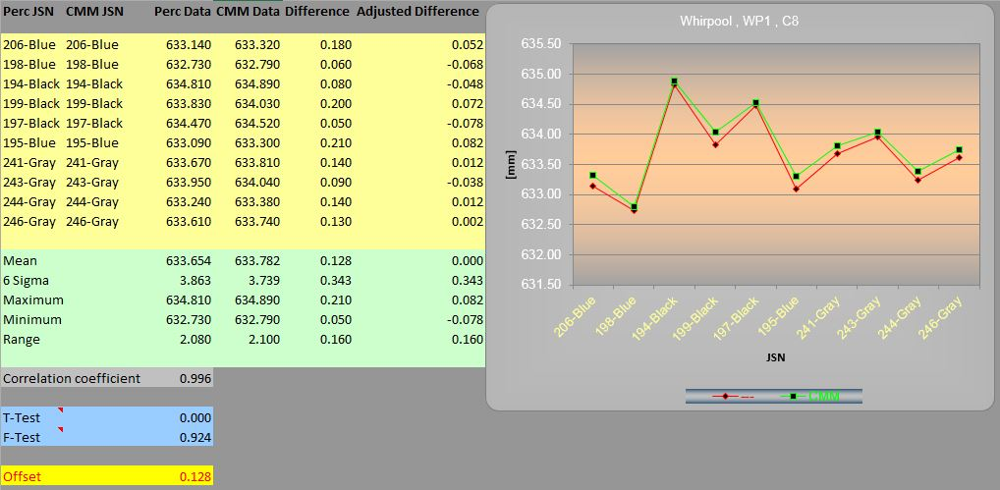 Perc JSN CMM JSN Perc Data CMM Data Difference Adjusted Difference
206-Blue 206-Blue 633.140 633.320 0.180 0.052
198-Blue 198-Blue 632.730 632.790 0.060 -0.068
194-Black 194-Black 634.810 634.890 0.080 -0.048
199-Black 199-Black 633.830 634.030 0.200 0.072
197-Black 197-Black 634.470 634.520 0.050 -0.078
195-Blue 195-Blue 633.090 633.300 0.210 0.082
241-Gray 241-Gray 633.670 633.810 0.140 0.012
243-Gray 243-Gray 633.950 634.040 0.090 -0.038
244-Gray 244-Gray 633.240 633.380 0.140 0.012
246-Gray 246-Gray 633.610 633.740 0.130 0.002
Mean 633.654 633.782 0.128 0.000
6 Sigma 3.863 3.739 0.343 0.343
Maximum 634.810 634.890 0.210 0.082
Minimum 632.730 632.790 0.050 -0.078
Range 2.080 2.100 0.160 0.160
Correlation coefficient 0.996
T-Test 0.000
F-Test 0.924
Offset 0.128
Whirpool , WP1 , C8
635.50
635.00
634.50
634.00
633.50
633.00
632.50
632.00
631.50
[mm]
206-Blue 198-Blue 194-Black 199-Black 197-Black 195-Blue 241-Gray 243-Gray 244-Gray 246-Gray
JSN
--- CMM